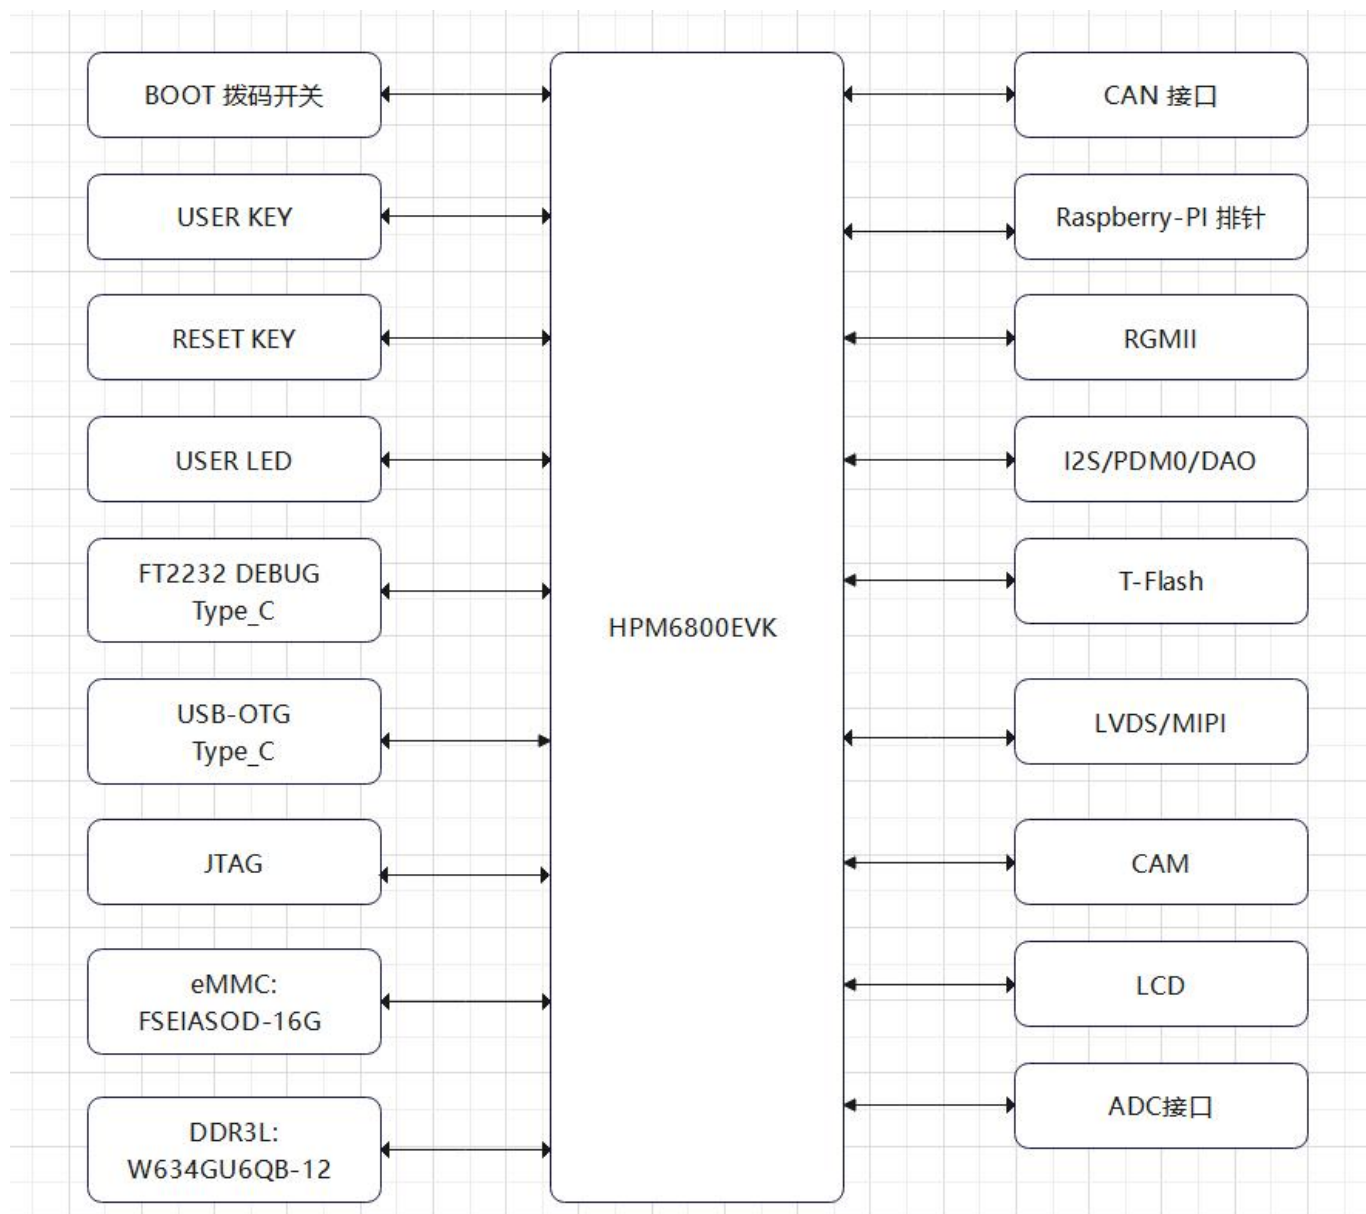 BOOT 拨码开关
USER KEY
RESET KEY
USER LED
FT2232 DEBUG
Type_C
USB-OTG
Type_C
JTAG
eMMC:
FSEIASOD-16G
DDR3L:
W634GU6QB-12
HPM6800EVK
CAN 接口
Raspberry-PI 排针
RGMII
I2S/PDM0/DAO
T-Flash
LVDS/MIPI
CAM
LCD
ADC接口